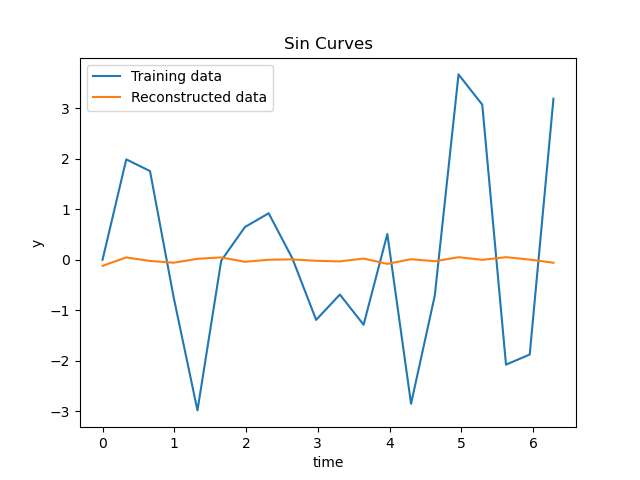 Sin Curves
Training data
Reconstructed data
y
3
2
1
0
−1
−2
−3
0 1 2 3 4 5 6
time